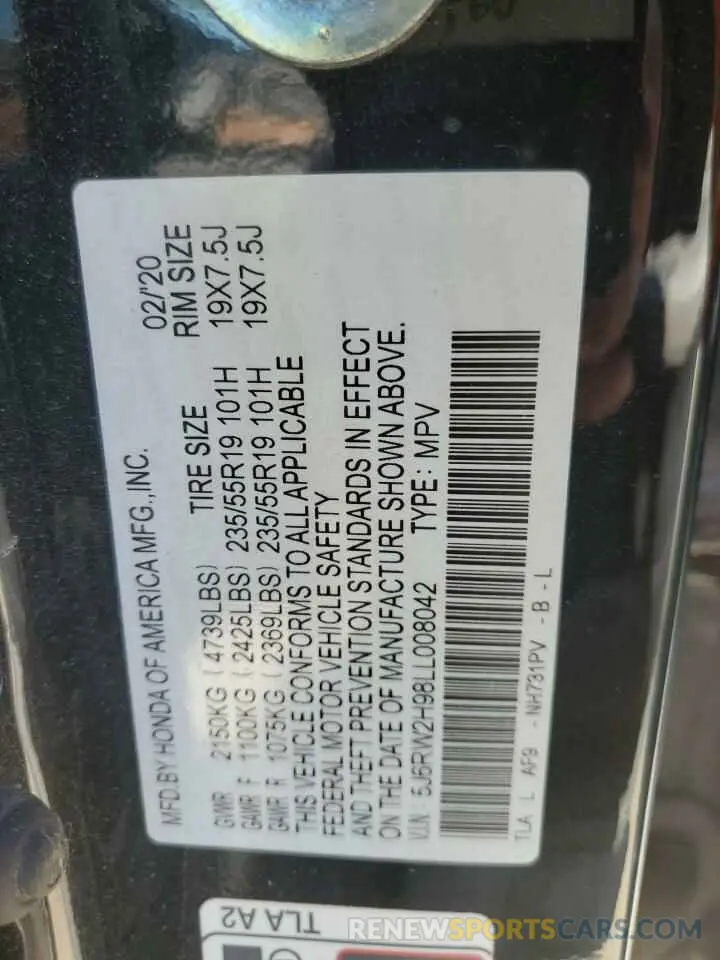 MFD.BY HONDA OF AMERICA MFG.,INC. 02/'20
TIRE SIZE RIM SIZE
GVWR 2150KG (4739LBS)
GAWR F 1100KG (2425LBS) 235/55R19 101H 19X7.5J
GAWR R 1075KG (2369LBS) 235/55R19 101H 19X7.5J
THIS VEHICLE CONFORMS TO ALL APPLICABLE
FEDERAL MOTOR VEHICLE SAFETY
AND THEFT PREVENTION STANDARDS IN EFFECT
ON THE DATE OF MANUFACTURE SHOWN ABOVE.
V.I.N: 5J6RW2H98LL008042 TYPE: MPV
TLA L AF9 - NH731PV - B - L
TLA A2
RENEWSPORTSCARS.COM